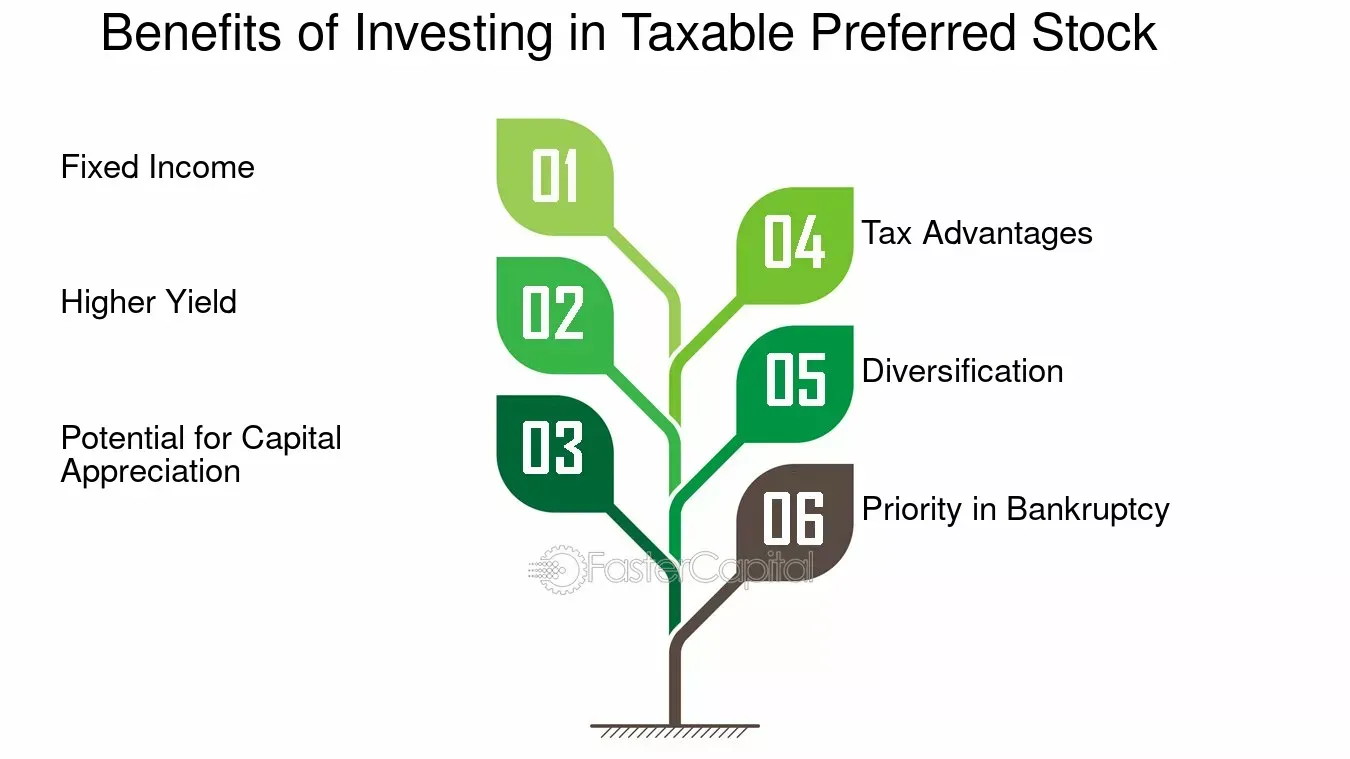 Benefits of Investing in Taxable Preferred Stock
01
Fixed Income
02
Higher Yield
03
Potential for Capital
Appreciation
04
Tax Advantages
05
Diversification
06
Priority in Bankruptcy
FasterCapital